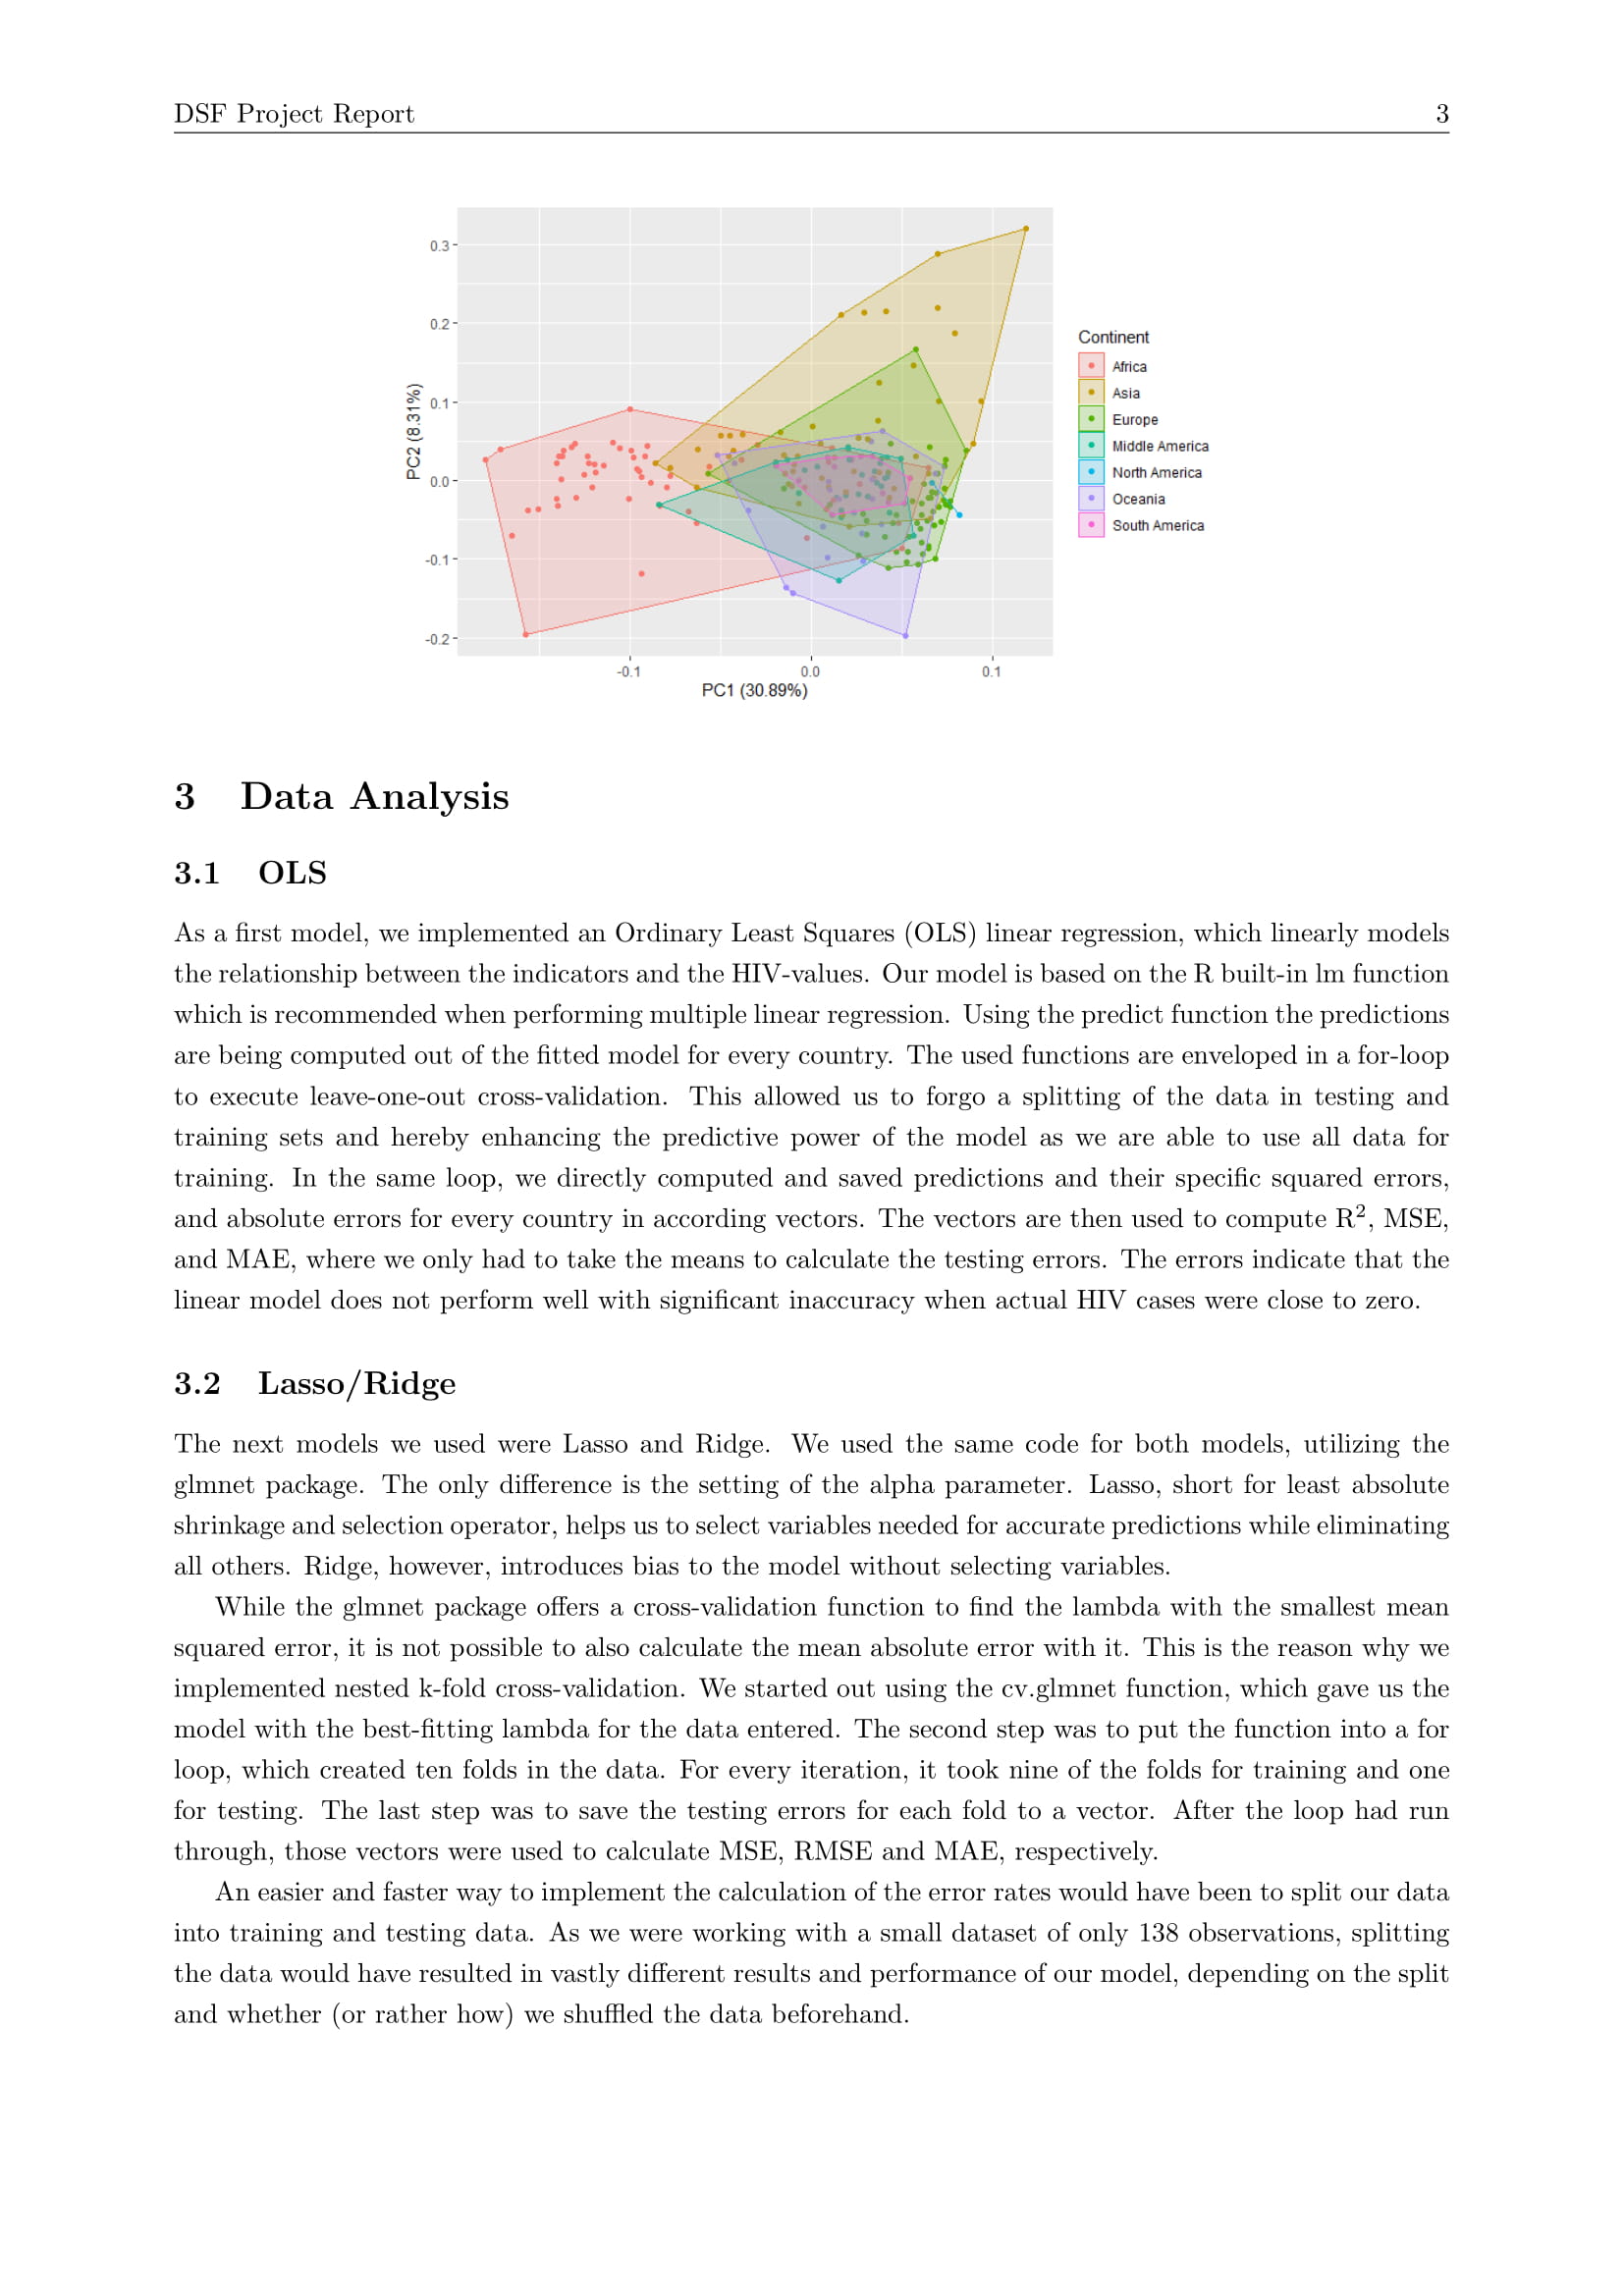 DSF Project Report 3
0.3
0.2
0.1
0.0
-0.1
-0.2
PC2 (8.31%)
-0.1 0.0 0.1
PC1 (30.89%)
Continent
Africa
Asia
Europe
Middle America
North America
Oceania
South America
3 Data Analysis
3.1 OLS
As a first model, we implemented an Ordinary Least Squares (OLS) linear regression, which linearly models
the relationship between the indicators and the HIV-values. Our model is based on the R built-in lm function
which is recommended when performing multiple linear regression. Using the predict function the predictions
are being computed out of the fitted model for every country. The used functions are enveloped in a for-loop
to execute leave-one-out cross-validation. This allowed us to forgo a splitting of the data in testing and
training sets and hereby enhancing the predictive power of the model as we are able to use all data for
training. In the same loop, we directly computed and saved predictions and their specific squared errors,
and absolute errors for every country in according vectors. The vectors are then used to compute R², MSE,
and MAE, where we only had to take the means to calculate the testing errors. The errors indicate that the
linear model does not perform well with significant inaccuracy when actual HIV cases were close to zero.
3.2 Lasso/Ridge
The next models we used were Lasso and Ridge. We used the same code for both models, utilizing the
glmnet package. The only difference is the setting of the alpha parameter. Lasso, short for least absolute
shrinkage and selection operator, helps us to select variables needed for accurate predictions while eliminating
all others. Ridge, however, introduces bias to the model without selecting variables.
While the glmnet package offers a cross-validation function to find the lambda with the smallest mean
squared error, it is not possible to also calculate the mean absolute error with it. This is the reason why we
implemented nested k-fold cross-validation. We started out using the cv.glmnet function, which gave us the
model with the best-fitting lambda for the data entered. The second step was to put the function into a for
loop, which created ten folds in the data. For every iteration, it took nine of the folds for training and one
for testing. The last step was to save the testing errors for each fold to a vector. After the loop had run
through, those vectors were used to calculate MSE, RMSE and MAE, respectively.
An easier and faster way to implement the calculation of the error rates would have been to split our data
into training and testing data. As we were working with a small dataset of only 138 observations, splitting
the data would have resulted in vastly different results and performance of our model, depending on the split
and whether (or rather how) we shuffled the data beforehand.